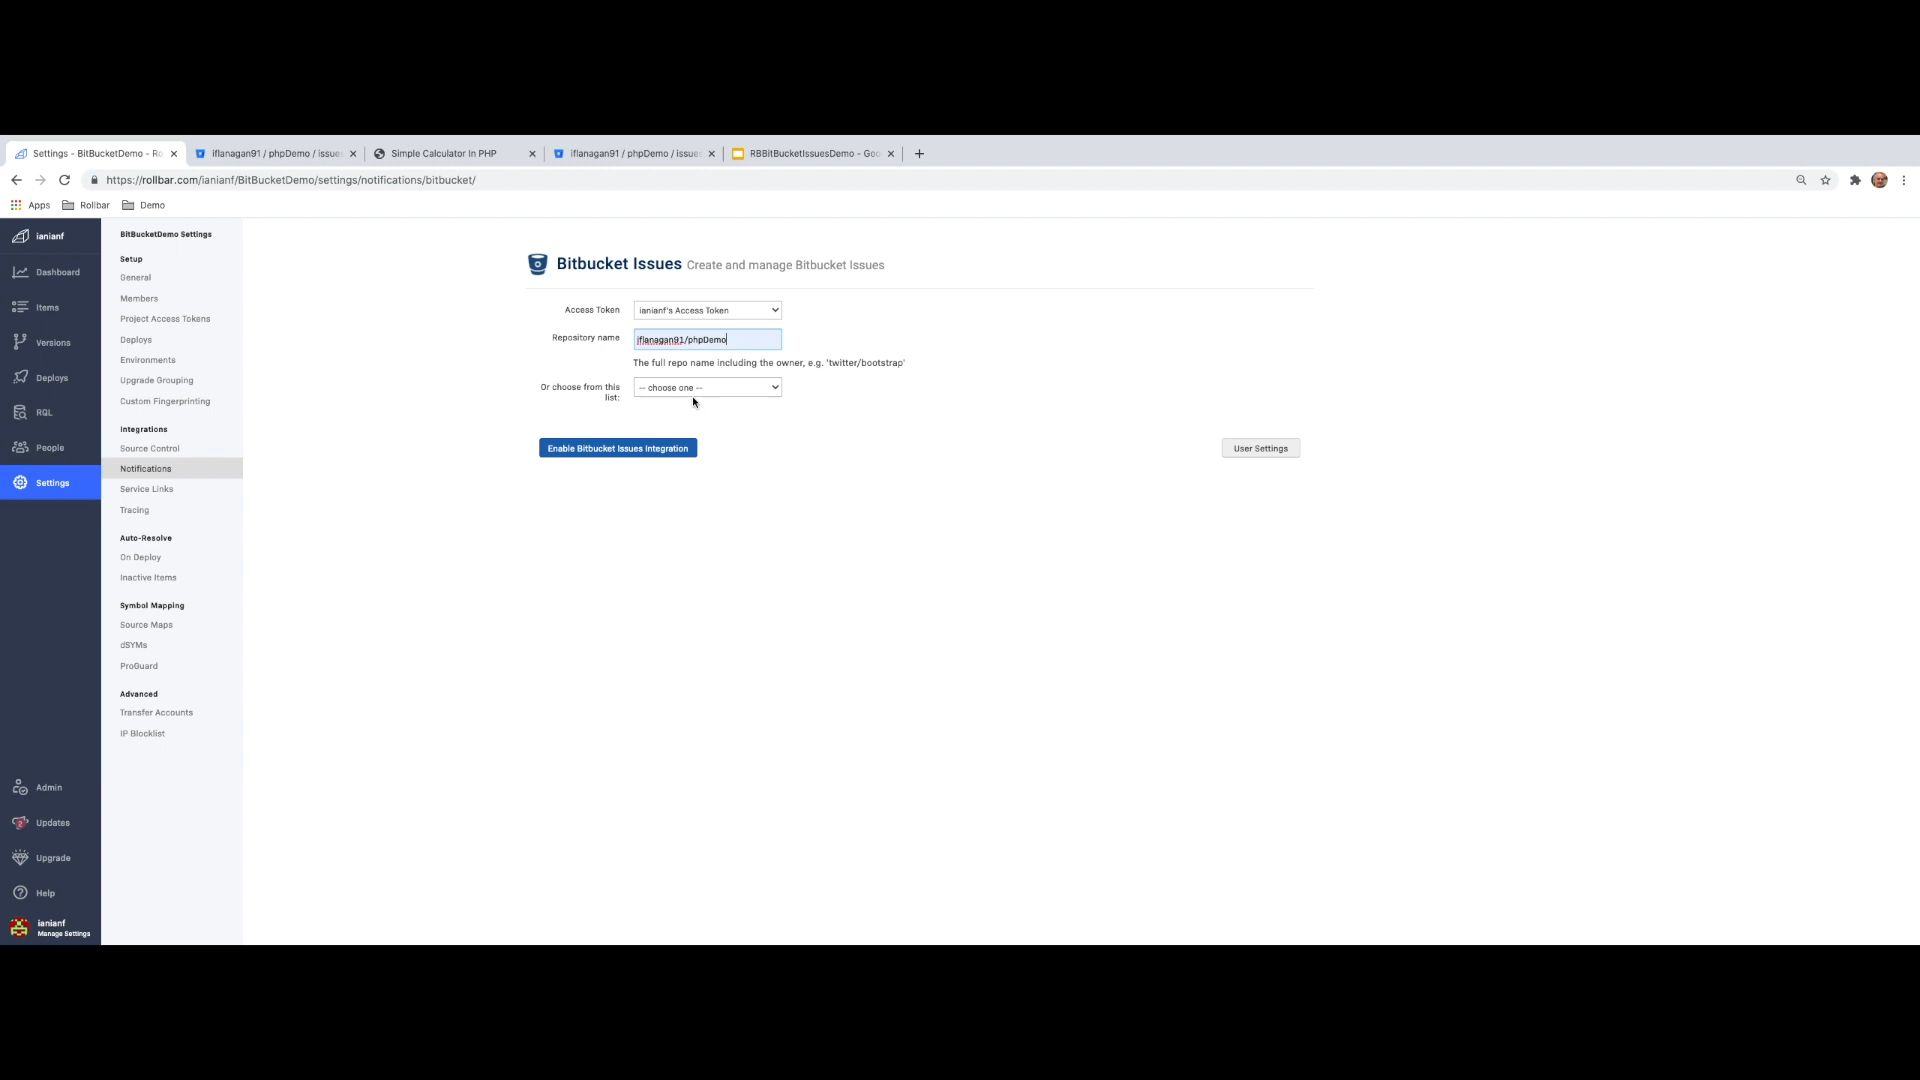 Settings - BitBucketDemo - Ro
iflanagan91 / phpDemo / issues
Simple Calculator In PHP
iflanagan91 / phpDemo / issues
RBBitBucketIssuesDemo - Goo
https://rollbar.com/ianianf/BitBucketDemo/settings/notifications/bitbucket/
Apps
Rollbar
Demo
ianianf
Dashboard
Items
Versions
Deploys
RQL
People
Settings
Admin
2
Updates
Upgrade
Help
ianianf
Manage Settings
BitBucketDemo Settings
Setup
General
Members
Project Access Tokens
Deploys
Environments
Upgrade Grouping
Custom Fingerprinting
Integrations
Source Control
Notifications
Service Links
Tracing
Auto-Resolve
On Deploy
Inactive Items
Symbol Mapping
Source Maps
dSYMs
ProGuard
Advanced
Transfer Accounts
IP Blocklist
Bitbucket Issues Create and manage Bitbucket Issues
Access Token
ianianf's Access Token
Repository name
iflanagan91/phpDemo
The full repo name including the owner, e.g. 'twitter/bootstrap'
Or choose from this
list:
-- choose one --
Enable Bitbucket Issues Integration
User Settings